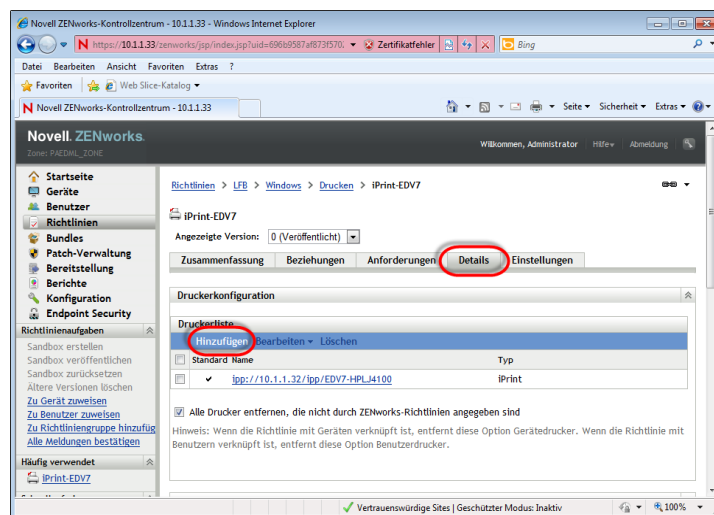 Novell ZENworks-Kontrollzentrum - 10.1.1.33 - Windows Internet Explorer
https://10.1.1.33/zenworks/jsp/index.jsp?uid=696b9587af873f570. Zertifikatfehler Bing
Datei Bearbeiten Ansicht Favoriten Extras ?
Favoriten Web Slice-Katalog
Novell ZENworks-Kontrollzentrum - 10.1.1.33 Seite Sicherheit Extras
Novell. ZENworks.
Zone: PAEDML_ZONE
Willkommen, Administrator Hilfe Abmeldung
Startseite
Geräte
Benutzer
Richtlinien
Bundles
Patch-Verwaltung
Bereitstellung
Berichte
Konfiguration
Endpoint Security
Richtlinienaufgaben
Sandbox erstellen
Sandbox veröffentlichen
Sandbox zurücksetzen
Ältere Versionen löschen
Zu Gerät zuweisen
Zu Benutzer zuweisen
Zu Richtliniengruppe hinzufüg
Alle Meldungen bestätigen
Häufig verwendet
iPrint-EDV7
Richtlinien > LFB > Windows > Drucken > iPrint-EDV7
iPrint-EDV7
Angezeigte Version: 0 (Veröffentlicht)
Zusammenfassung Beziehungen Anforderungen Details Einstellungen
Druckerkonfiguration
Druckerliste
Hinzufügen Bearbeiten Löschen
Standard Name Typ
ipp://10.1.1.32/ipp/EDV7-HPLJ4100 iPrint
Alle Drucker entfernen, die nicht durch ZENworks-Richtlinien angegeben sind
Hinweis: Wenn die Richtlinie mit Geräten verknüpft ist, entfernt diese Option Gerätedrucker. Wenn die Richtlinie mit
Benutzern verknüpft ist, entfernt diese Option Benutzerdrucker.
Vertrauenswürdige Sites | Geschützter Modus: Inaktiv 100%